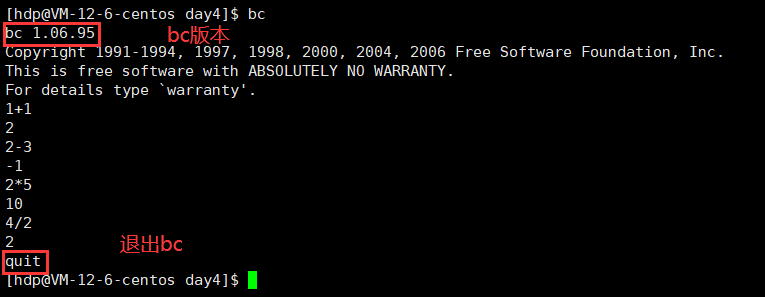 [hdp@VM-12-6-centos day4]$ bc
bc 1.06.95 bc版本
Copyright 1991-1994, 1997, 1998, 2000, 2004, 2006 Free Software Foundation, Inc.
This is free software with ABSOLUTELY NO WARRANTY.
For details type `warranty'.
1+1
2
2-3
-1
2*5
10
4/2
2 退出bc
quit
[hdp@VM-12-6-centos day4]$